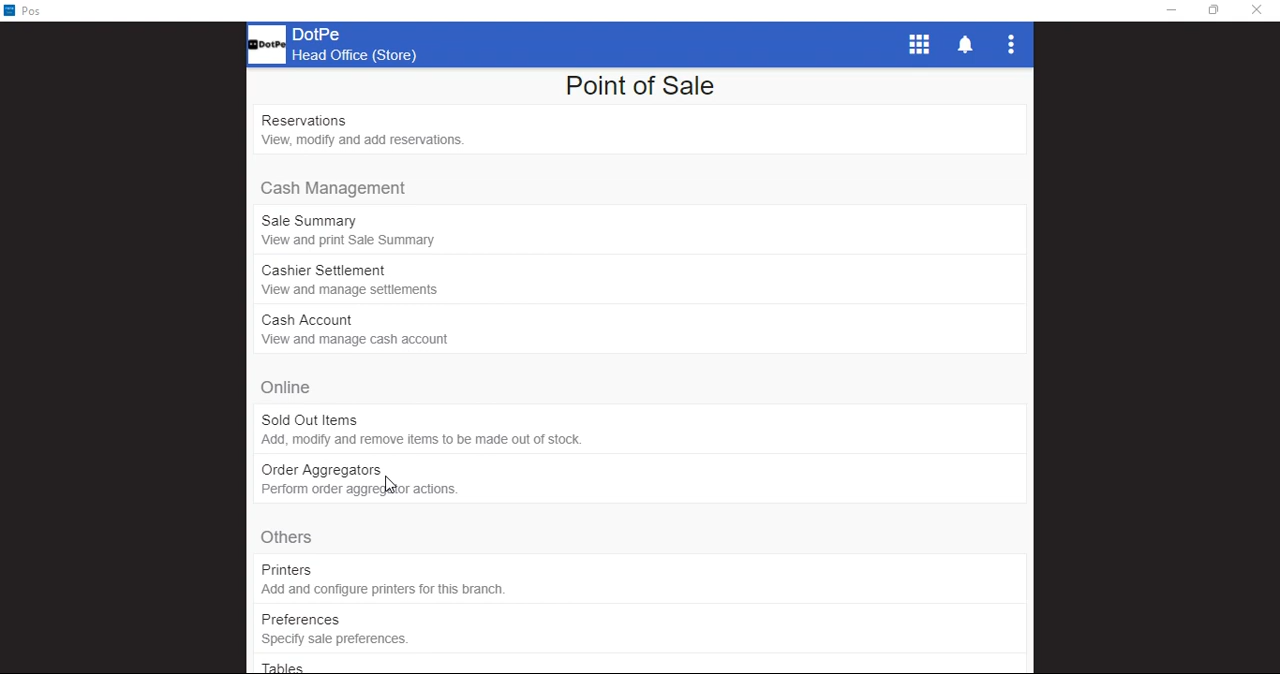 Pos
DotPe
DotPe
Head Office (Store)
Point of Sale
Reservations
View, modify and add reservations.
Cash Management
Sale Summary
View and print Sale Summary
Cashier Settlement
View and manage settlements
Cash Account
View and manage cash account
Online
Sold Out Items
Add, modify and remove items to be made out of stock.
Order Aggregators
Perform order aggregator actions.
Others
Printers
Add and configure printers for this branch.
Preferences
Specify sale preferences.
Tables